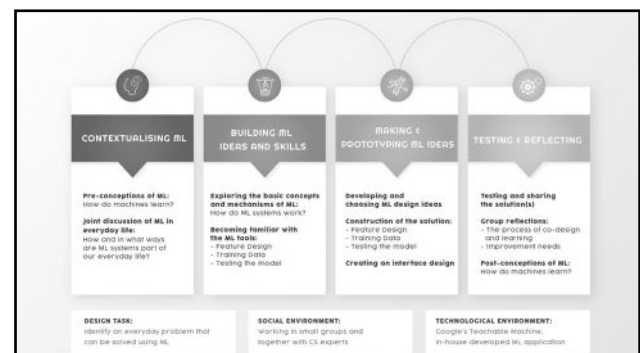 CONTEXTUALISING ML
Pre-conceptions of ML:
How do machines learn?
Joint discussion of ML in
everyday life:
How and in what ways
are ML systems part of
our everyday life?
BUILDING ML
IDEAS AND SKILLS
Exploring the basic concepts
and mechanisms of ML:
How do ML systems work?
Becoming familiar with
the ML tools:
- Feature Design
- Training Data
- Testing the model
MAKING &
PROTOTYPING ML IDEAS
Developing and
choosing ML design ideas
Construction of the solution:
- Feature Design
- Training Data
- Testing the model
Creating an interface design
TESTING & REFLECTING
Testing and sharing
the solution(s)
Group reflections:
- The process of co-design
and learning
- Improvement needs
Post-conceptions of ML:
How do machines learn?
DESIGN TASK:
Identify an everyday problem that
can be solved using ML
SOCIAL ENVIRONMENT:
Working in small groups and
together with CS experts
TECHNOLOGICAL ENVIRONMENT:
Google's Teachable Machine,
in-house developed ML application